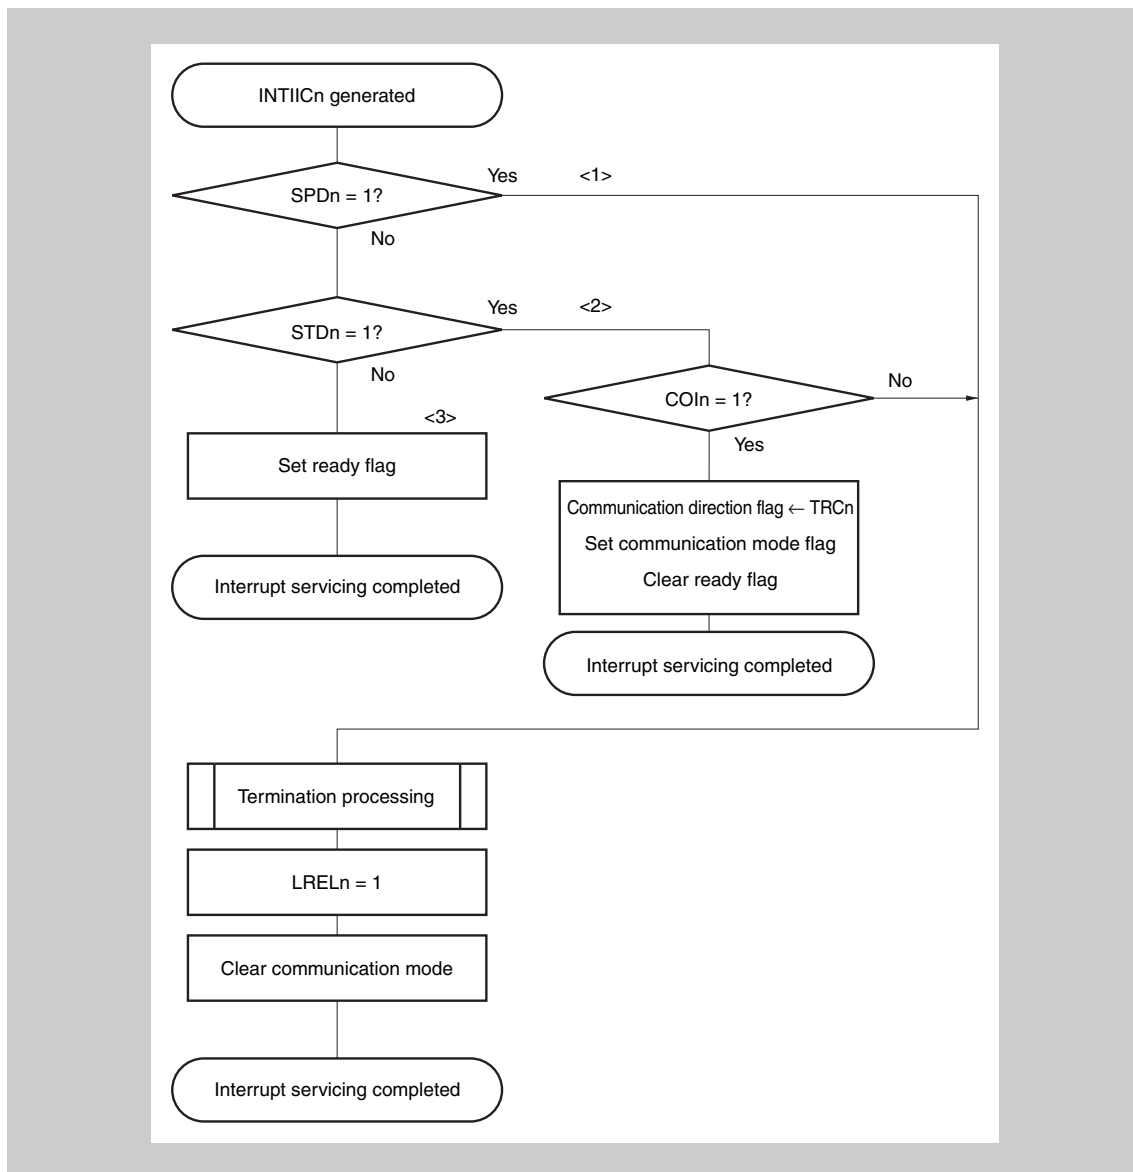 INTIICn generated
SPDn = 1?
Yes
<1>
No
STDn = 1?
Yes
<2>
No
COIn = 1?
No
Yes
<3>
Set ready flag
Communication direction flag ← TRCn
Set communication mode flag
Clear ready flag
Interrupt servicing completed
Interrupt servicing completed
Termination processing
LRELn = 1
Clear communication mode
Interrupt servicing completed